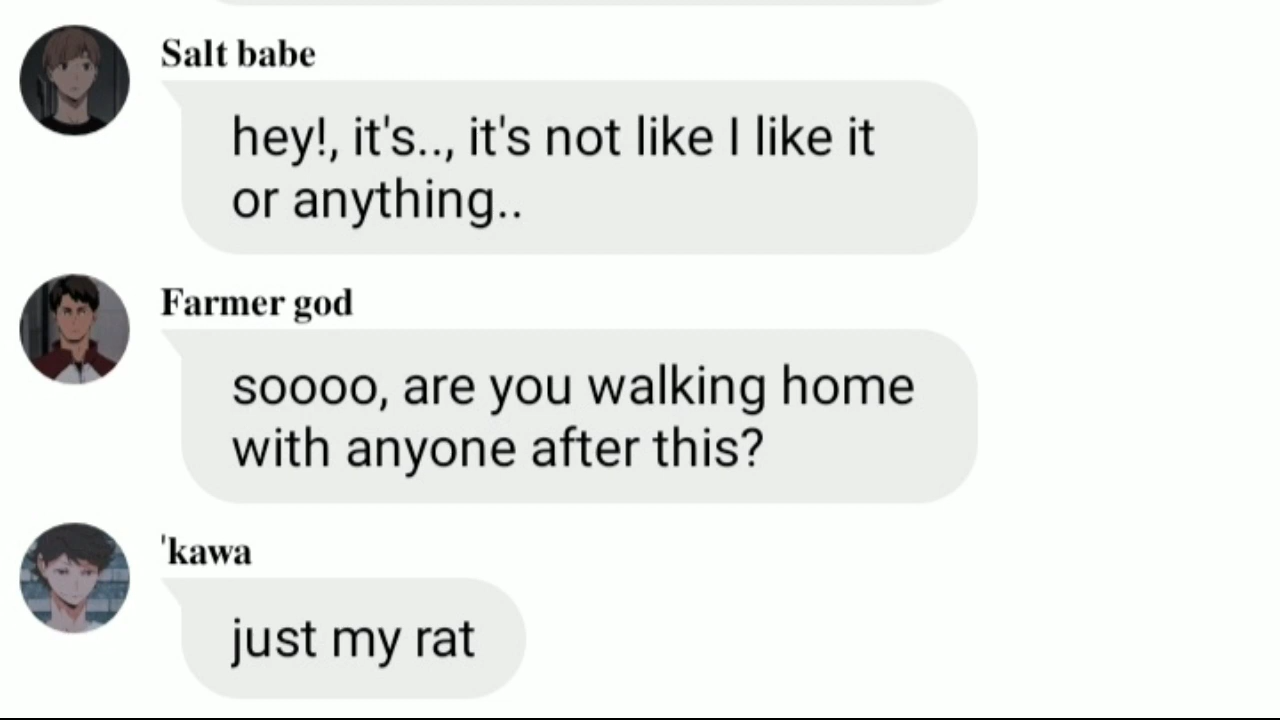 Salt babe
hey!, it's.., it's not like I like it
or anything..
Farmer god
soooo, are you walking home
with anyone after this?
'kawa
just my rat